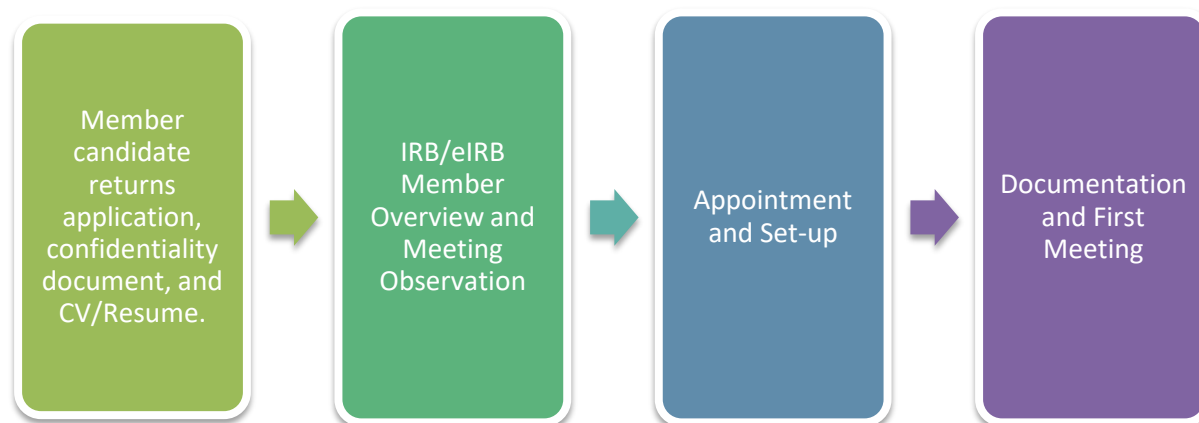 Member
candidate
returns
application,
confidentiality
document, and
CV/Resume.
IRB/eIRB
Member
Overview and
Meeting
Observation
Appointment
and Set-up
Documentation
and First
Meeting